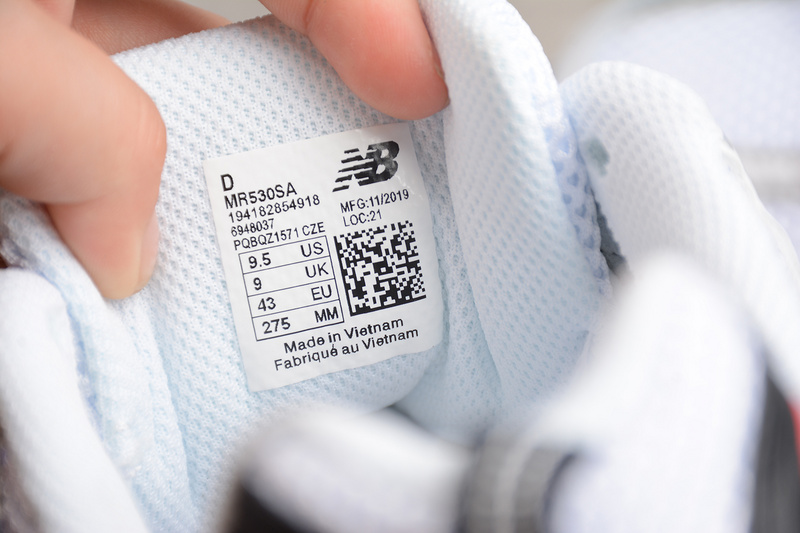 D
MR530SA
194182854918
6948037
PQBQZ1571 CZE
NB
MFG:11/2019
LOC:21
9.5 US
9 UK
43 EU
275 MM
Made in Vietnam
Fabriqué au Vietnam